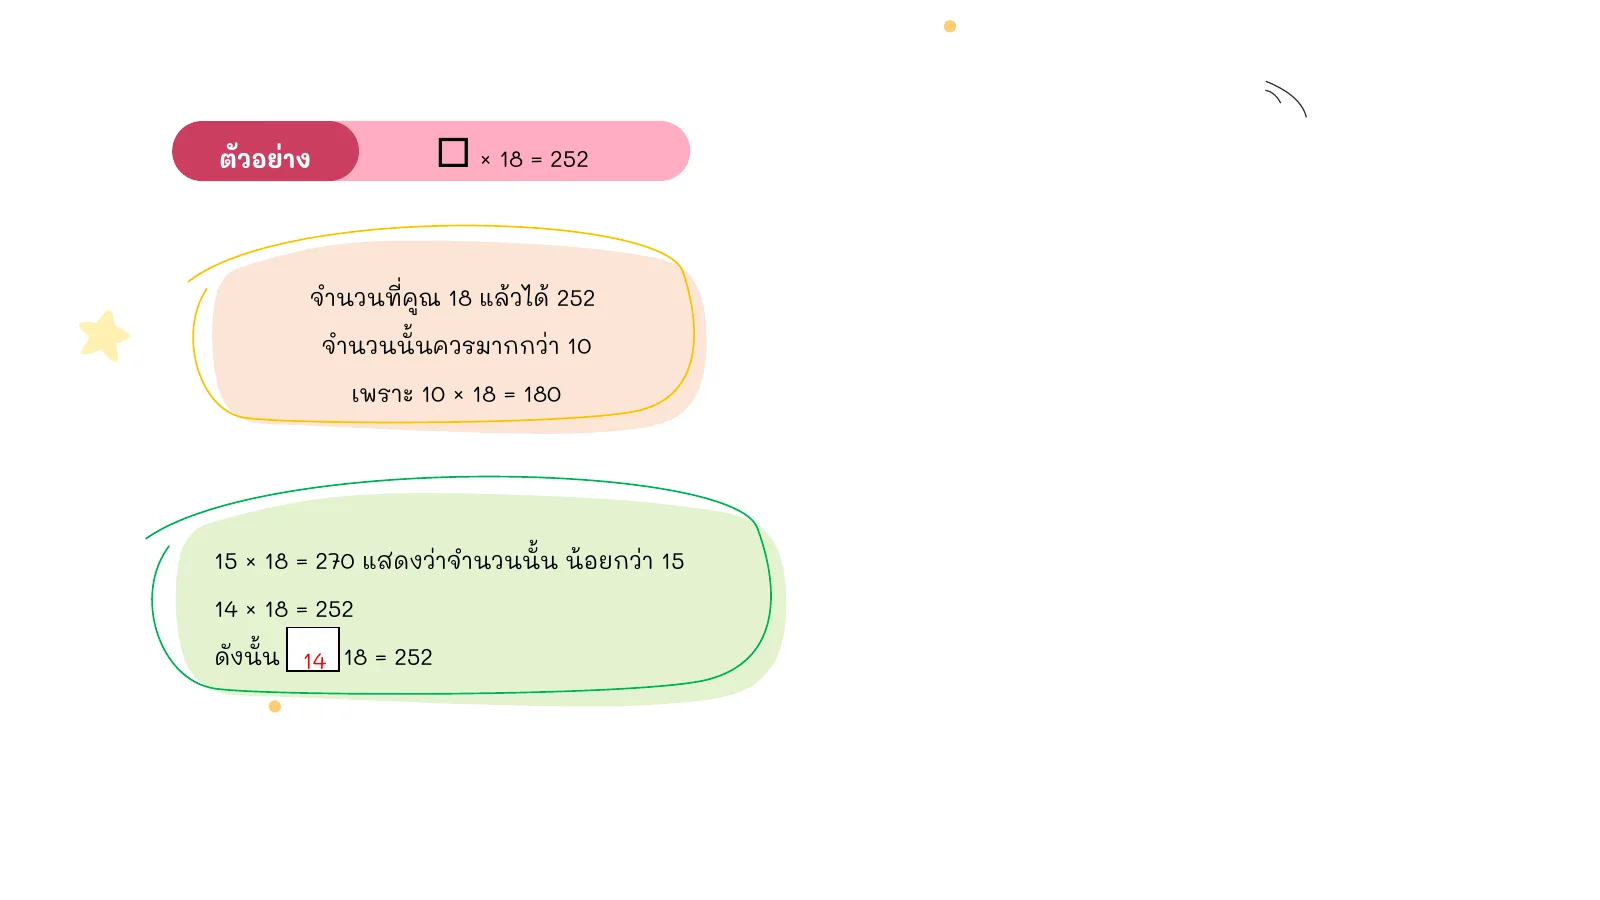 ตัวอย่าง
□ × 18 = 252
จำนวนที่คูณ 18 แล้วได้ 252
จำนวนนั้นควรมากกว่า 10
เพราะ 10 × 18 = 180
15 × 18 = 270 แสดงว่าจำนวนนั้น น้อยกว่า 15
14 × 18 = 252
ดังนั้น 14 18 = 252